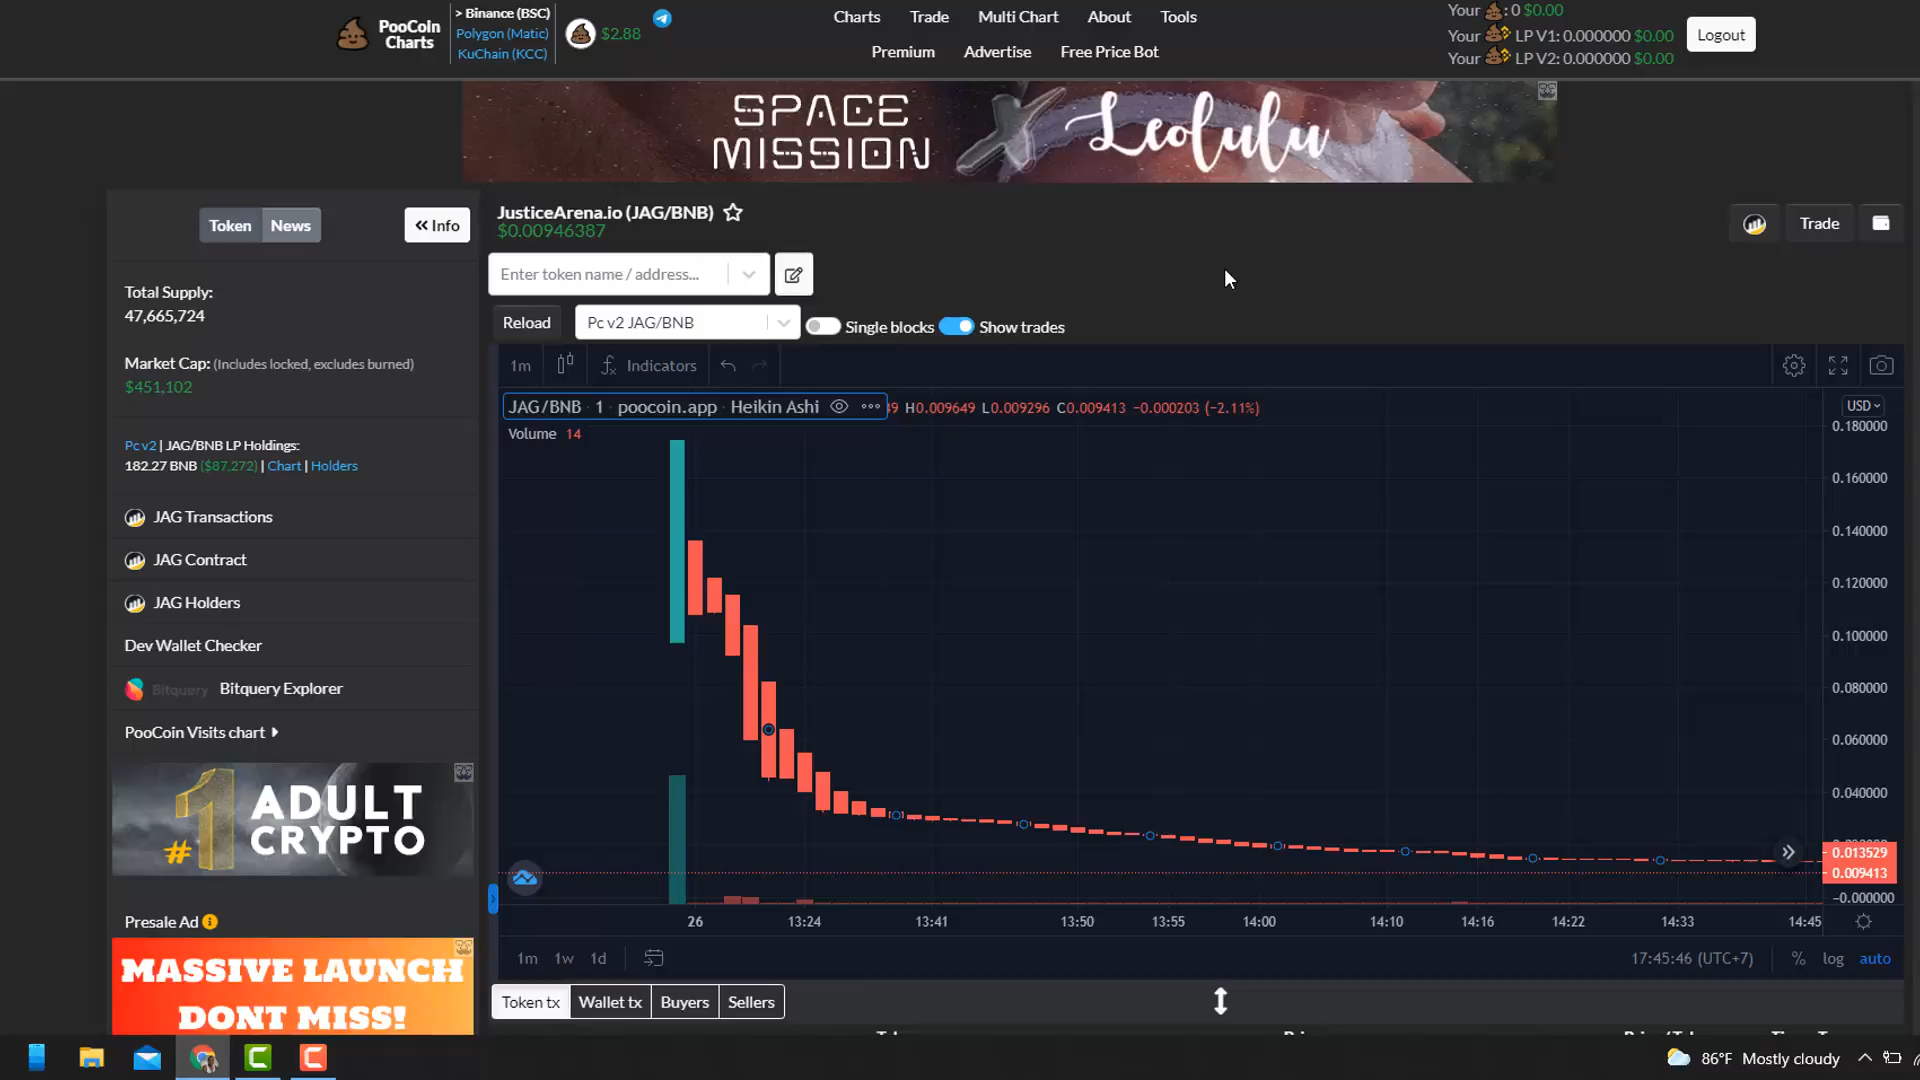 PooCoin
Charts
> Binance (BSC)
Polygon (Matic)
KuChain (KCC)
$2.88
Charts
Trade
Multi Chart
About
Tools
Premium
Advertise
Free Price Bot
Your : 0 $0.00
Your LP V1: 0.000000 $0.00
Your LP V2: 0.000000 $0.00
Logout
SPACE
MISSION
X
Leolulu
Token
News
Info
Total Supply:
47,665,724
Market Cap: (Includes locked, excludes burned)
$451,102
Pc v2 | JAG/BNB LP Holdings:
182.27 BNB ($87,272) | Chart | Holders
JAG Transactions
JAG Contract
JAG Holders
Dev Wallet Checker
Bitquery Bitquery Explorer
PooCoin Visits chart
#1 ADULT
CRYPTO
Presale Ad
MASSIVE LAUNCH
DONT MISS!
JusticeArena.io (JAG/BNB)
$0.00946387
Trade
Enter token name / address...
Reload
Pc v2 JAG/BNB
Single blocks
Show trades
1m
Indicators
JAG/BNB · 1 · poocoin.app · Heikin Ashi
H0.009649 L0.009296 C0.009413 −0.000203 (−2.11%)
Volume 14
USD
0.180000
0.160000
0.140000
0.120000
0.100000
0.080000
0.060000
0.040000
0.013529
0.009413
−0.000000
26
13:24
13:41
13:50
13:55
14:00
14:10
14:16
14:22
14:33
14:45
1m
1w
1d
17:45:46 (UTC+7)
%
log
auto
Token tx
Wallet tx
Buyers
Sellers
86°F Mostly cloudy